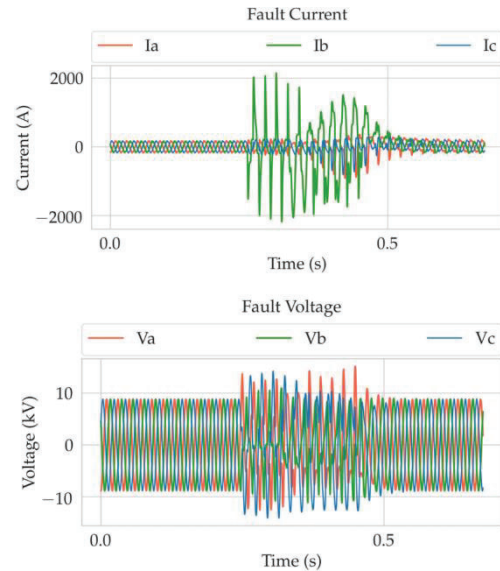 Fault Current
Ia Ib Ic
2000
0
−2000
Current (A)
0.0 0.5
Time (s)
Fault Voltage
Va Vb Vc
10
0
−10
Voltage (kV)
0.0 0.5
Time (s)